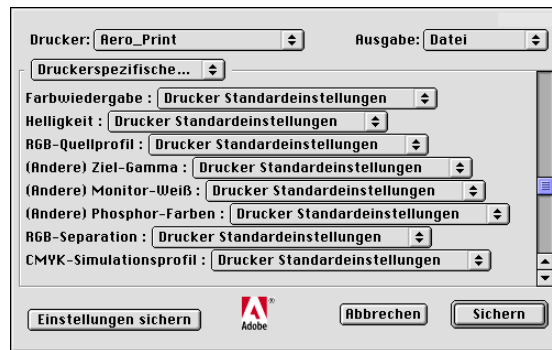 Drucker: Aero_Print Ausgabe: Datei
Druckerspezifische...
Farbwiedergabe : Drucker Standardeinstellungen
Helligkeit : Drucker Standardeinstellungen
RGB-Quellprofil : Drucker Standardeinstellungen
(Andere) Ziel-Gamma : Drucker Standardeinstellungen
(Andere) Monitor-Weiß : Drucker Standardeinstellungen
(Andere) Phosphor-Farben : Drucker Standardeinstellungen
RGB-Separation : Drucker Standardeinstellungen
CMYK-Simulationsprofil : Drucker Standardeinstellungen
Einstellungen sichern Adobe® Abbrechen Sichern